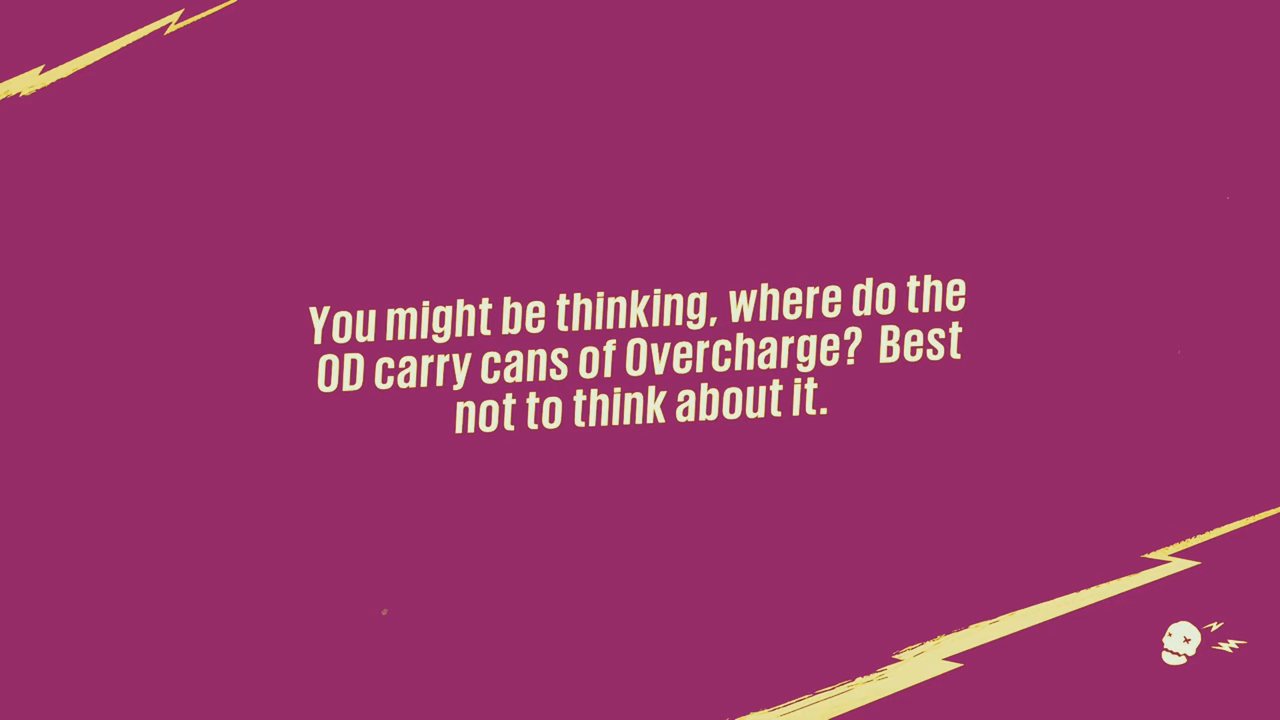 You might be thinking, where do the
OD carry cans of Overcharge? Best
not to think about it.